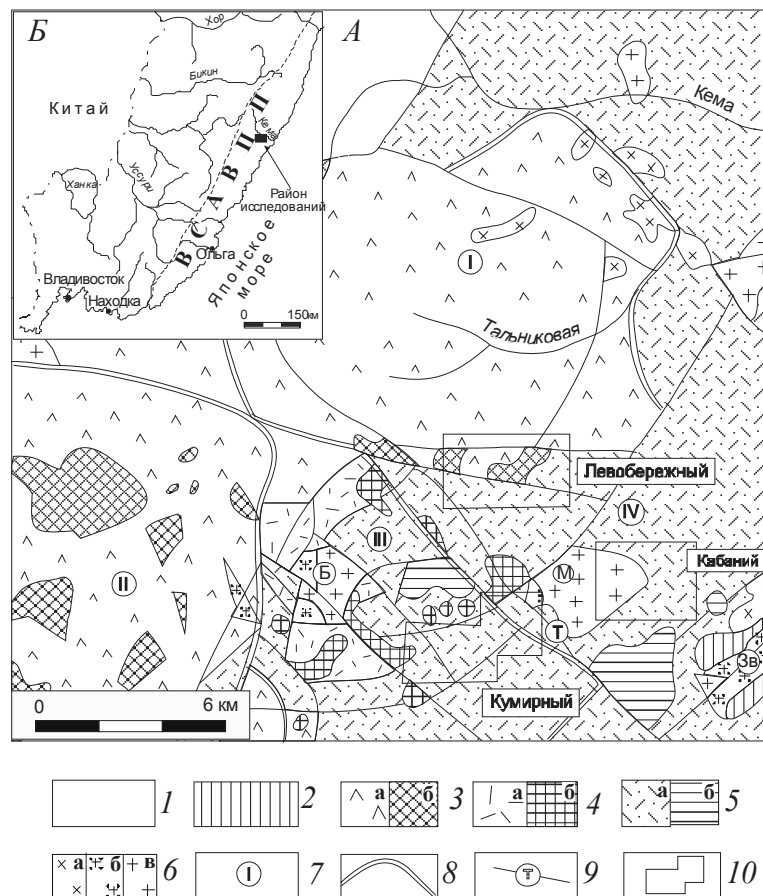 Б
А
Хор
Бикин
Китай
Кема
Кема
Уссури
Ханка
Район
исследований
В С А В П П
Ольга
Владивосток
Находка
Японское
море
0 150км
I
Тальниковая
Левобережный
IV
III
Кабаний
II
Б
М
Т
Зв
Кумирный
0 6 км
1 2 а б 3 а б 4 а б 5
а б в 6 I 7 8 Т 9 10